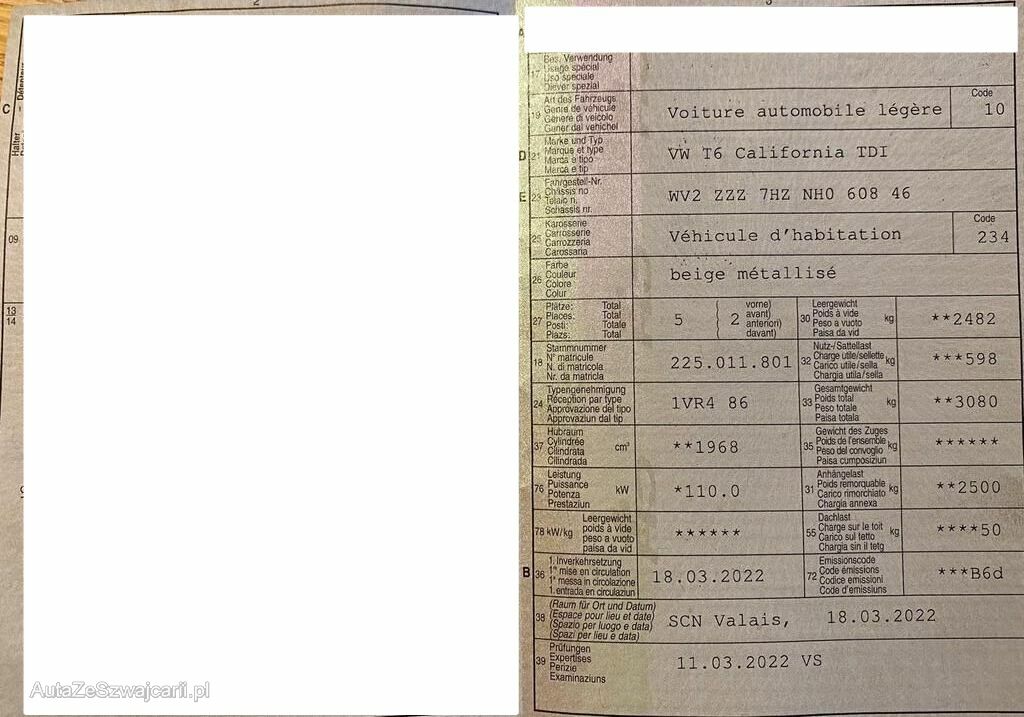 2
3
C
Halter
09
13
14
A
17
Bes. Verwendung
Usage spécial
Uso speciale
Diever spezial
19
Art des Fahrzeugs
Genre de véhicule
Genere di veicolo
Gener dal vehichel
Voiture automobile légère
Code
10
D
21
Marke und Typ
Marque et type
Marca e tipo
Marca e tip
VW T6 California TDI
E
23
Fahrgestell-Nr.
Châssis no
Telaio n.
Schassis nr.
WV2 ZZZ 7HZ NH0 608 46
25
Karosserie
Carrosserie
Carrozzeria
Carossaria
Véhicule d'habitation
Code
234
26
Farbe
Couleur
Colore
Colur
beige métallisé
27
Plätze: Total
Places: Total
Posti: Totale
Plazs: Total
5
2
vorne)
avant)
anteriori)
davant)
30
Leergewicht
Poids à vide
Peso a vuoto
Paisa da vid
kg
**2482
18
Stammnummer
N° matricule
N. di matricola
Nr. da matricla
225.011.801
32
Nutz-/Sattellast
Charge utile/sellette
Carico utile/sella
Chargia utila/sella
kg
***598
24
Typengenehmigung
Réception par type
Approvazione del tipo
Approvaziun dal tip
1VR4 86
33
Gesamtgewicht
Poids total
Peso totale
Paisa totala
kg
**3080
37
Hubraum
Cylindrée
Cilindrata
Cilindrada
cm³
**1968
35
Gewicht des Zuges
Poids de l'ensemble
Peso del convoglio
Paisa cumposiziun
kg
******
76
Leistung
Puissance
Potenza
Prestaziun
kW
*110.0
31
Anhängelast
Poids remorquable
Carico rimorchiato
Chargia annexa
kg
**2500
78 kW/kg
Leergewicht
poids à vide
peso a vuoto
paisa da vid
******
55
Dachlast
Charge sur le toit
Carico sul tetto
Chargia sin il tetg
kg
****50
B
36
1. Inverkehrsetzung
1re mise en circulation
1a messa in circolazione
1. entrada en circulaziun
18.03.2022
72
Emissionscode
Code émissions
Codice emissioni
Code d'emissiuns
***B6d
38
(Raum für Ort und Datum)
(Espace pour lieu et date)
(Spazio per luogo e data)
(Spazi per lieu e data)
SCN Valais, 18.03.2022
39
Prüfungen
Expertises
Perizie
Examinaziuns
11.03.2022 VS
AutaZeSzwajcarii.pl